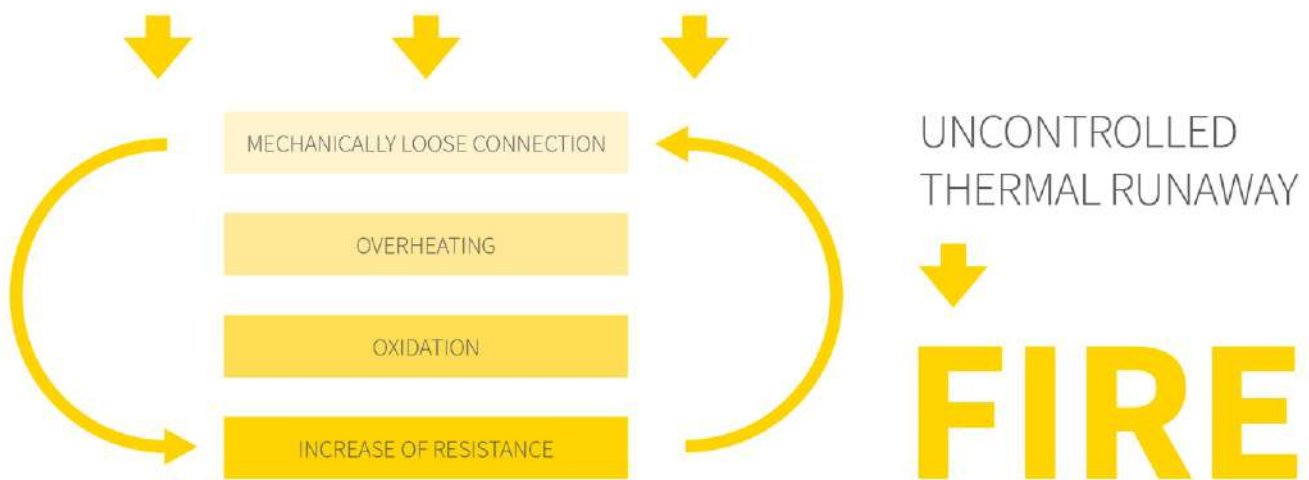 MECHANICALLY LOOSE CONNECTION
OVERHEATING
OXIDATION
INCREASE OF RESISTANCE
UNCONTROLLED
THERMAL RUNAWAY
FIRE